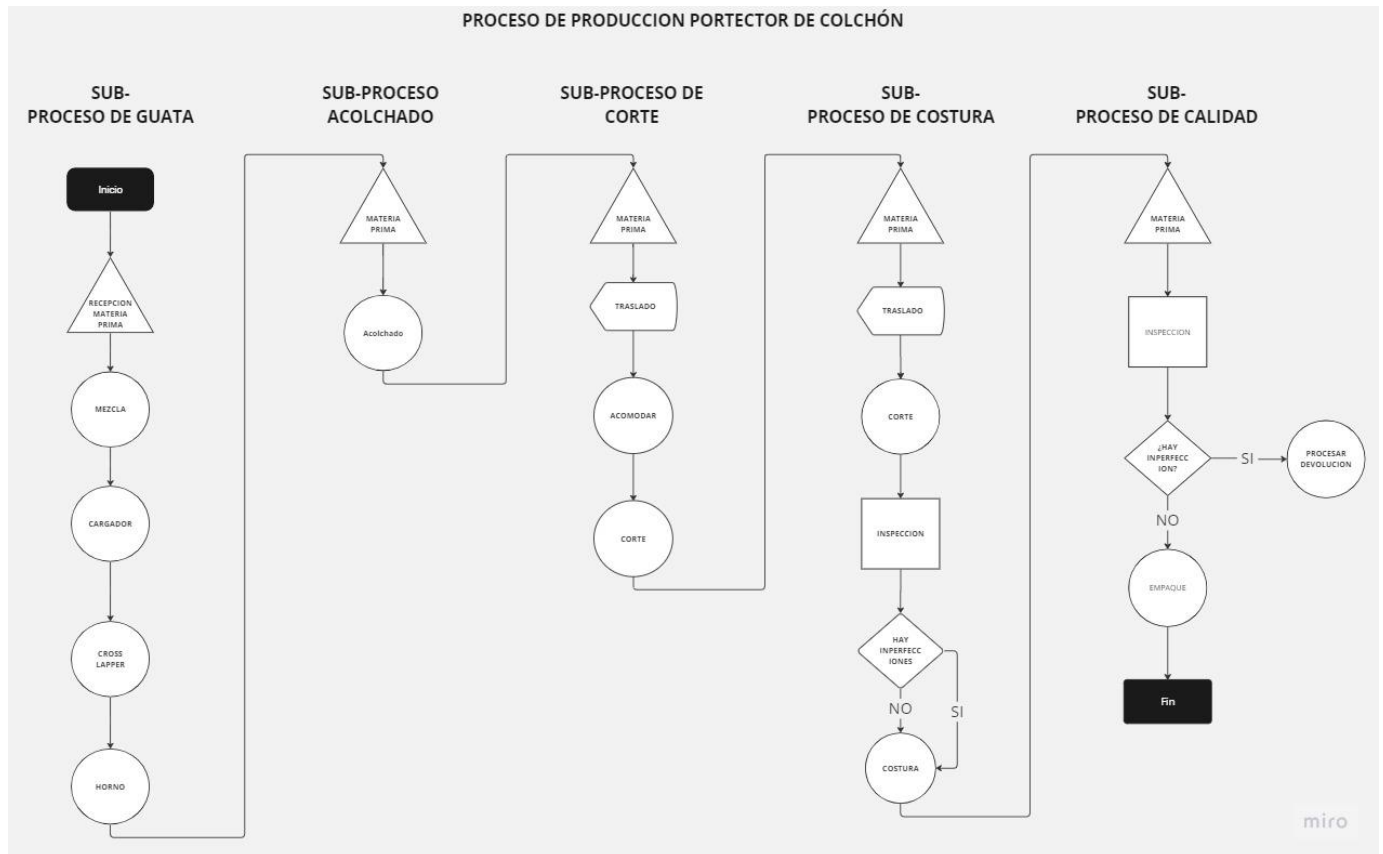 PROCESO DE PRODUCCION PORTECTOR DE COLCHÓN
SUB-
PROCESO DE GUATA
Inicio
RECEPCION
MATERIA
PRIMA
MEZCLA
CARGADOR
CROSS
LAPPER
HORNO
SUB-PROCESO
ACOLCHADO
MATERIA
PRIMA
Acolchado
SUB-PROCESO DE
CORTE
MATERIA
PRIMA
TRASLADO
ACOMODAR
CORTE
SUB-
PROCESO DE COSTURA
MATERIA
PRIMA
TRASLADO
CORTE
INSPECCION
HAY
INPERFECC
IONES
NO
SI
COSTURA
SUB-
PROCESO DE CALIDAD
MATERIA
PRIMA
INSPECCION
¿HAY
INPERFECC
ION?
SI
PROCESAR
DEVOLUCION
NO
EMPAQUE
Fin
miro